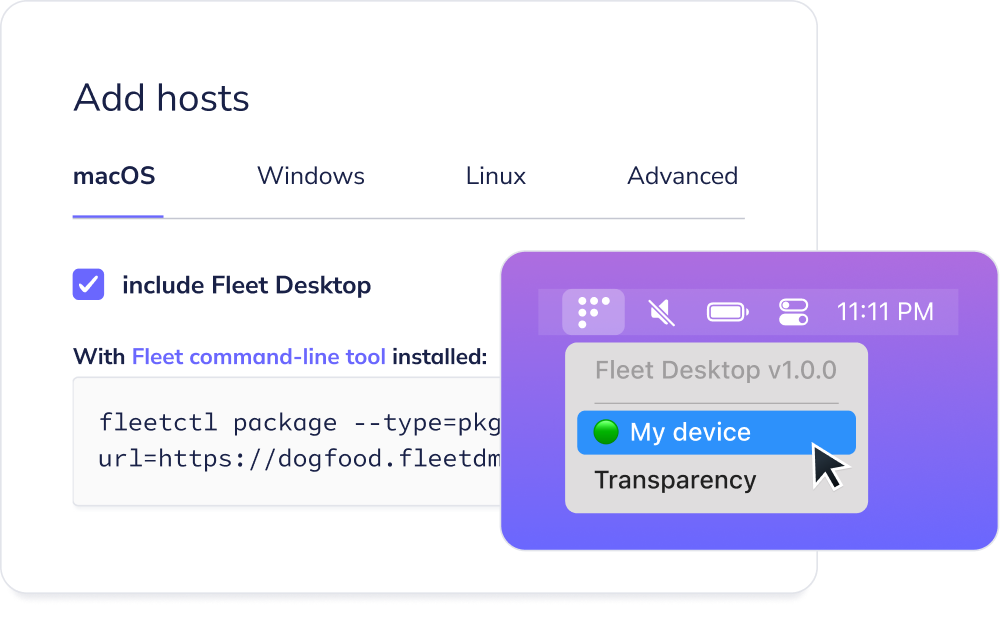 Add hosts
macOS Windows Linux Advanced
include Fleet Desktop
With Fleet command-line tool installed:
fleetctl package --type=pkg
url=https://dogfood.fleetdm
11:11 PM
Fleet Desktop v1.0.0
My device
Transparency